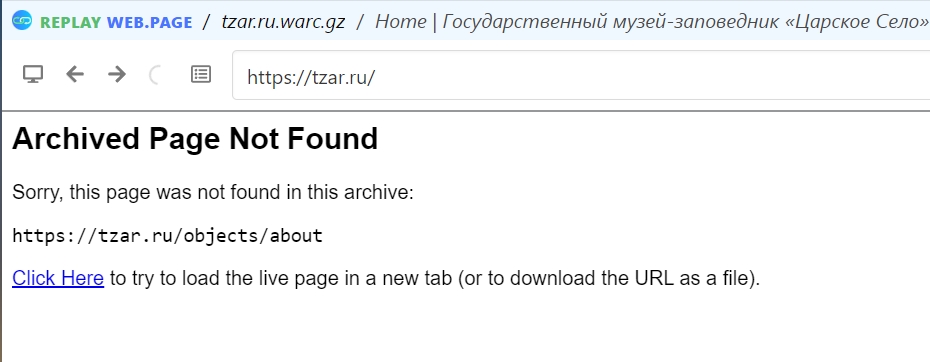 REPLAY WEB.PAGE / tzar.ru.warc.gz / Home | Государственный музей-заповедник «Царское Село»
https://tzar.ru/
Archived Page Not Found
Sorry, this page was not found in this archive:
https://tzar.ru/objects/about
Click Here to try to load the live page in a new tab (or to download the URL as a file).